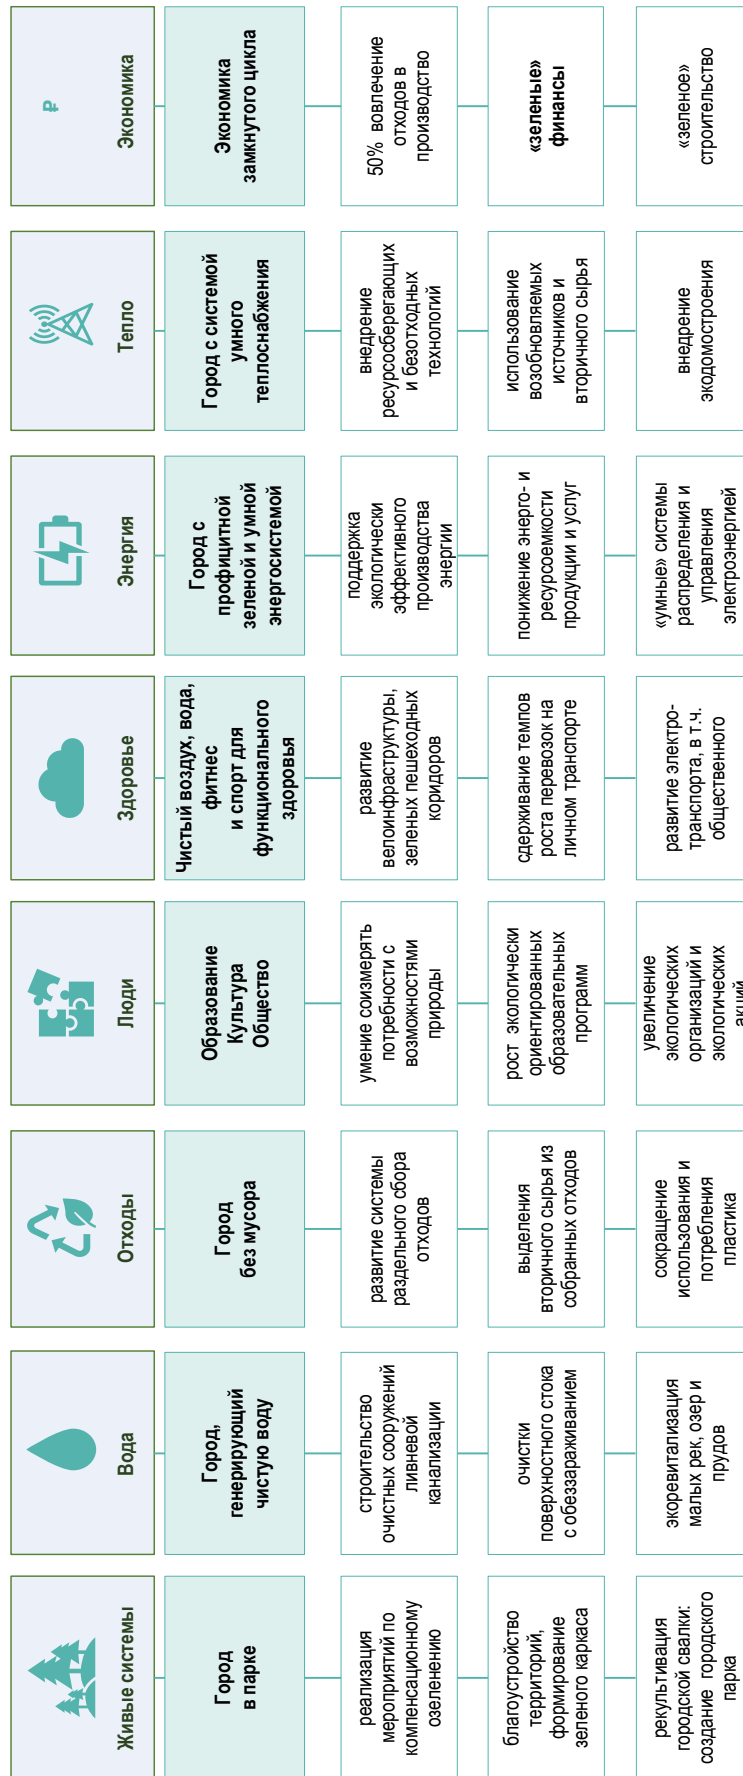 Живые системы
Город
в парке
реализация
мероприятий по
компенсационному
озеленению
благоустройство
территорий,
формирование
зеленого каркаса
рекультивация
городской свалки:
создание городского
парка
Вода
Город,
генерирующий
чистую воду
строительство
очистных сооружений
ливневой
канализации
очистки
поверхностного стока
с обеззараживанием
экоревитализация
малых рек, озер и
прудов
Отходы
Город
без мусора
развитие системы
раздельного сбора
отходов
выделения
вторичного сырья из
собранных отходов
сокращение
использования и
потребления
пластика
Люди
Образование
Культура
Общество
умение соизмерять
потребности с
возможностями
природы
рост экологически
ориентированных
образовательных
программ
увеличение
экологических
организаций и
экологических
акций
Здоровье
Чистый воздух, вода,
фитнес
и спорт для
функционального
здоровья
развитие
велоинфраструктуры,
зеленых пешеходных
коридоров
сдерживание темпов
роста перевозок на
личном транспорте
развитие электро-
транспорта, в т.ч.
общественного
Энергия
Город с
профицитной
зеленой и умной
энергосистемой
поддержка
экологически
эффективного
производства
энергии
понижение энерго- и
ресурсоемкости
продукции и услуг
«умные» системы
распределения и
управления
электроэнергией
Тепло
Город с системой
умного
теплоснабжения
внедрение
ресурсосберегающих
и безотходных
технологий
использование
возобновляемых
источников и
вторичного сырья
внедрение
экодомостроения
₽
Экономика
Экономика
замкнутого цикла
50% вовлечение
отходов в
производство
«зеленые»
финансы
«зеленое»
строительство